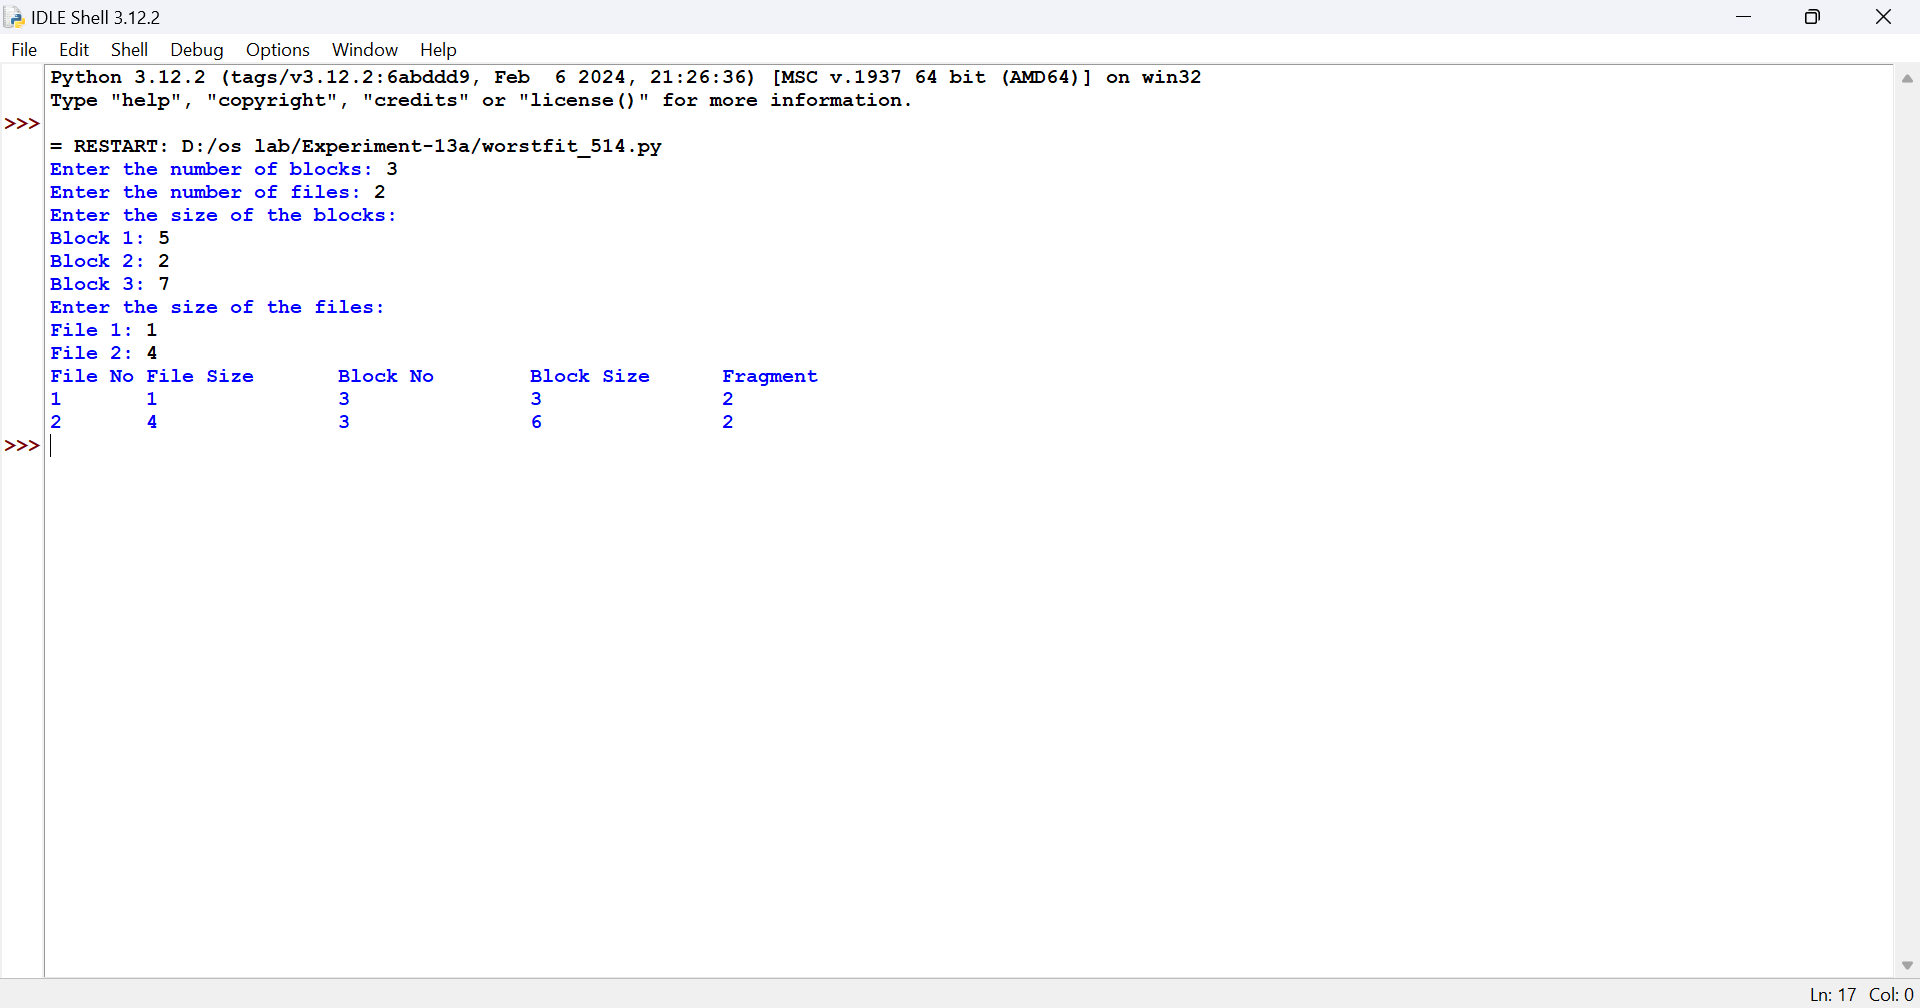 IDLE Shell 3.12.2
File Edit Shell Debug Options Window Help
Python 3.12.2 (tags/v3.12.2:6abddd9, Feb  6 2024, 21:26:36) [MSC v.1937 64 bit (AMD64)] on win32
Type "help", "copyright", "credits" or "license()" for more information.
>>>
= RESTART: D:/os lab/Experiment-13a/worstfit_514.py
Enter the number of blocks: 3
Enter the number of files: 2
Enter the size of the blocks:
Block 1: 5
Block 2: 2
Block 3: 7
Enter the size of the files:
File 1: 1
File 2: 4
File No File Size Block No Block Size Fragment
1 1 3 3 2
2 4 3 6 2
>>>
Ln: 17 Col: 0